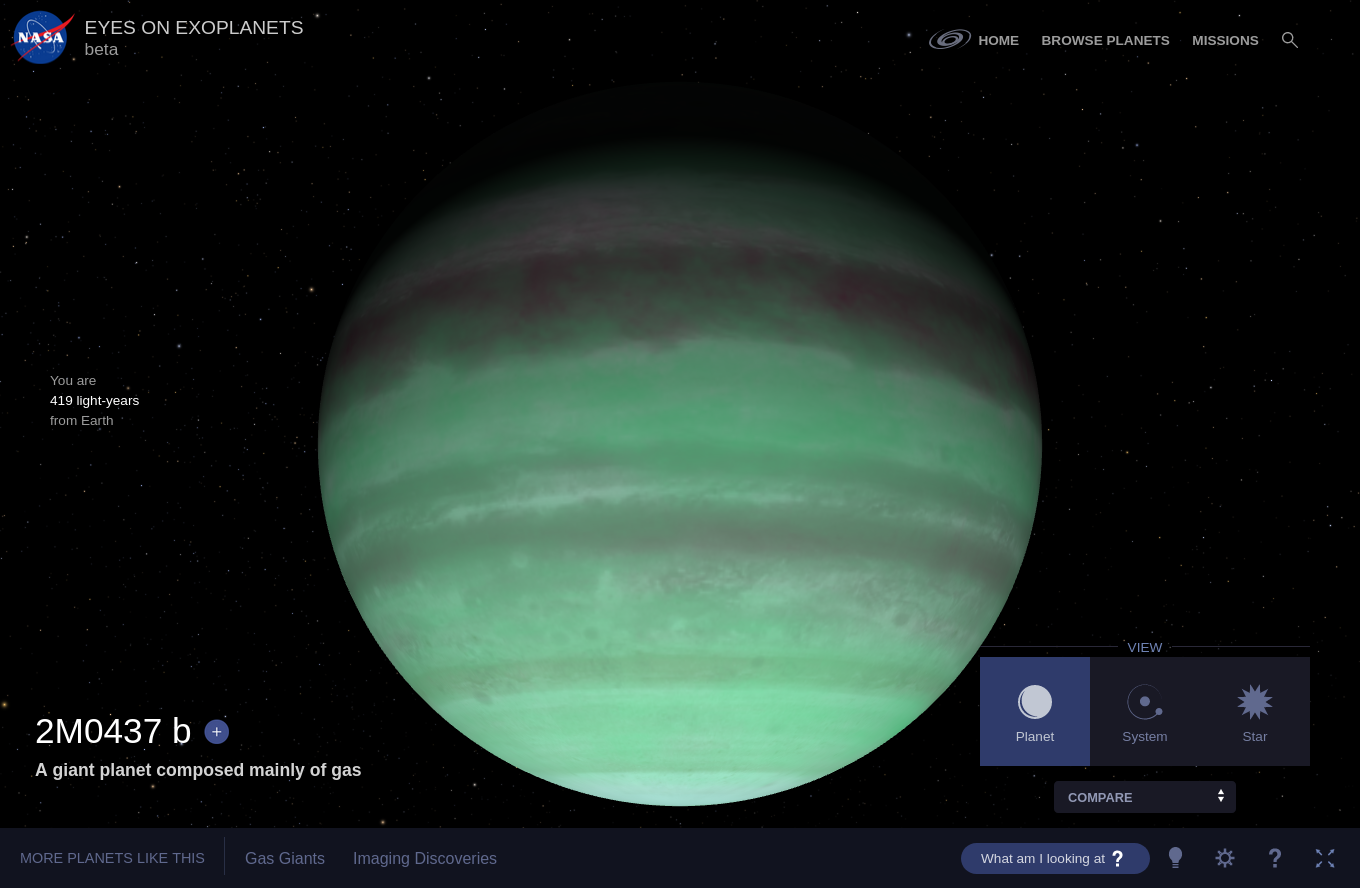 NASA
EYES ON EXOPLANETS
beta
HOME
BROWSE PLANETS
MISSIONS
You are
419 light-years
from Earth
2M0437 b +
A giant planet composed mainly of gas
VIEW
Planet
System
Star
COMPARE
MORE PLANETS LIKE THIS
Gas Giants
Imaging Discoveries
What am I looking at ?
?